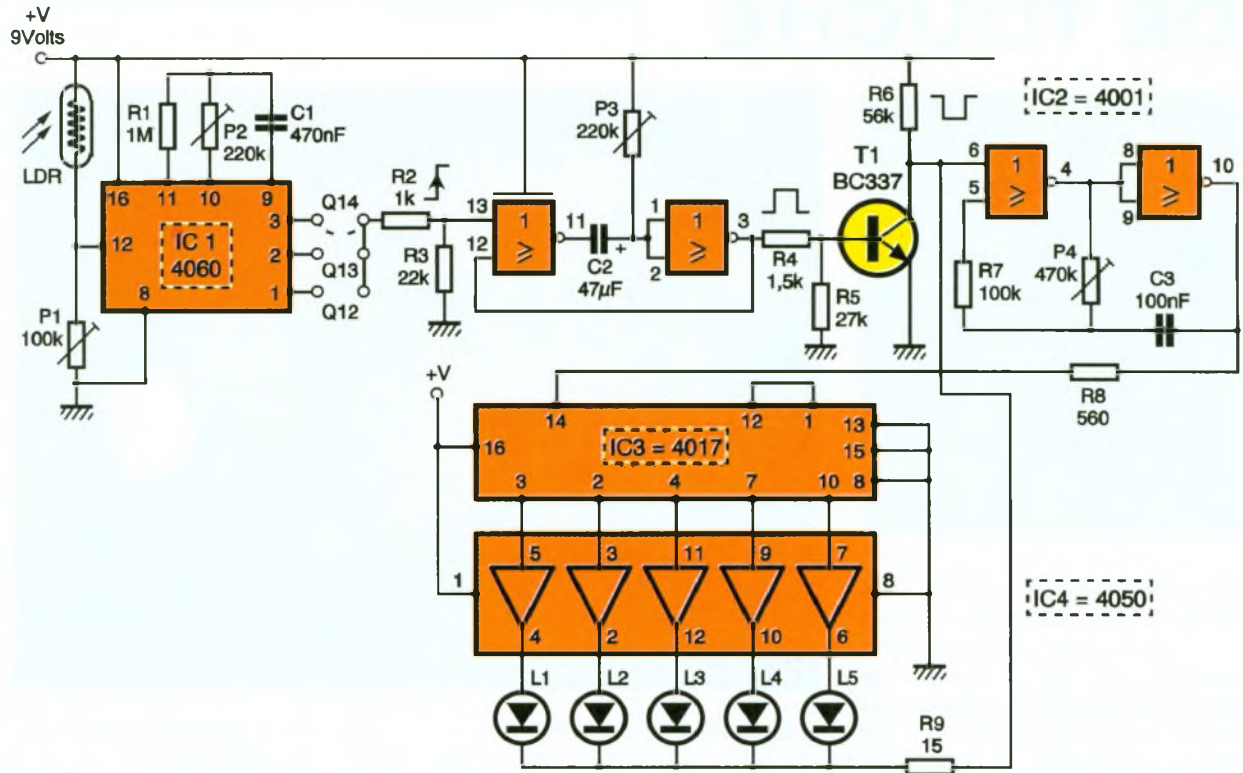 DE TOUCHE
+V
9Volts
LDR
P1
100k
R1
1M
P2
220k
C1
470nF
16
11
10
9
12
8
IC 1
4060
3
2
1
Q14
Q13
Q12
R2
1k
R3
22k
13
12
1
≥
11
C2
47µF
+
P3
220k
1
2
1
≥
3
R4
1,5k
R5
27k
T1
BC337
R6
56k
IC2 = 4001
6
5
1
≥
4
8
9
1
≥
10
R7
100k
P4
470k
C3
100nF
R8
560
+V
16
14
12
1
13
15
8
IC3 = 4017
3
2
4
7
10
1
5
3
11
9
7
8
4
2
12
10
6
IC4 = 4050
L1
L2
L3
L4
L5
R9
15